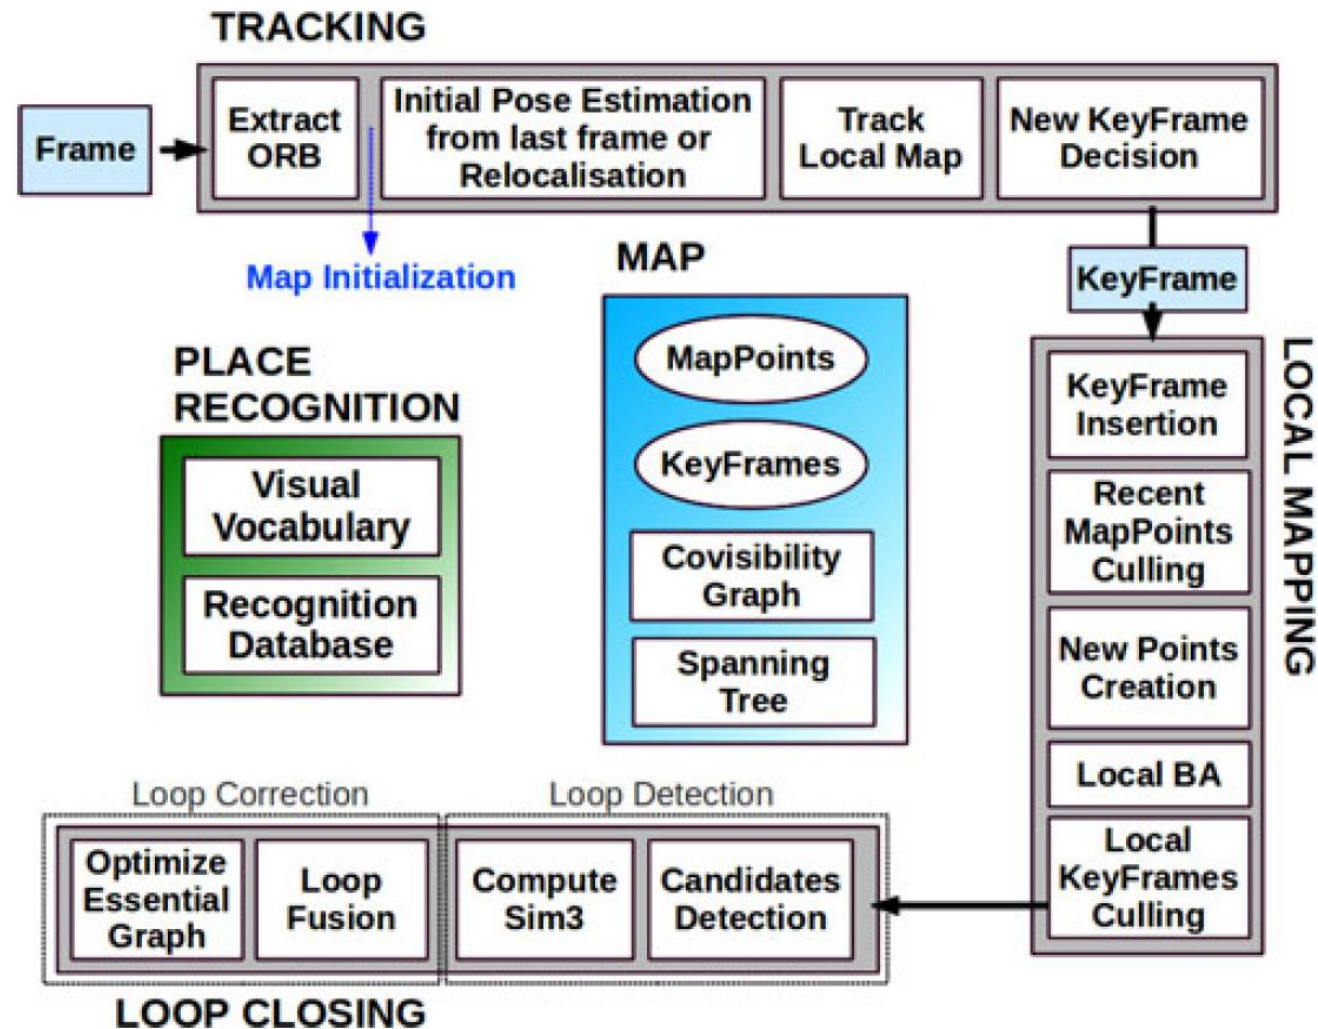 TRACKING
Frame
Extract
ORB
Initial Pose Estimation
from last frame or
Relocalisation
Track
Local Map
New KeyFrame
Decision
Map Initialization
KeyFrame
MAP
MapPoints
KeyFrames
Covisibility
Graph
Spanning
Tree
PLACE
RECOGNITION
Visual
Vocabulary
Recognition
Database
LOCAL MAPPING
KeyFrame
Insertion
Recent
MapPoints
Culling
New Points
Creation
Local BA
Local
KeyFrames
Culling
Loop Correction
Loop Detection
Optimize
Essential
Graph
Loop
Fusion
Compute
Sim3
Candidates
Detection
LOOP CLOSING